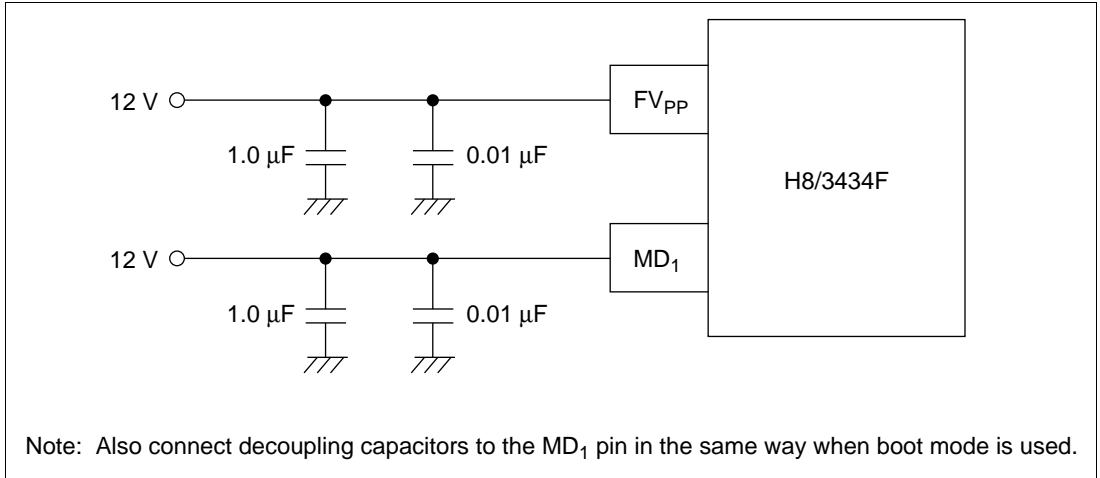 12 V
FVPP
1.0 μF
0.01 μF
H8/3434F
12 V
MD1
1.0 μF
0.01 μF
Note: Also connect decoupling capacitors to the MD1 pin in the same way when boot mode is used.